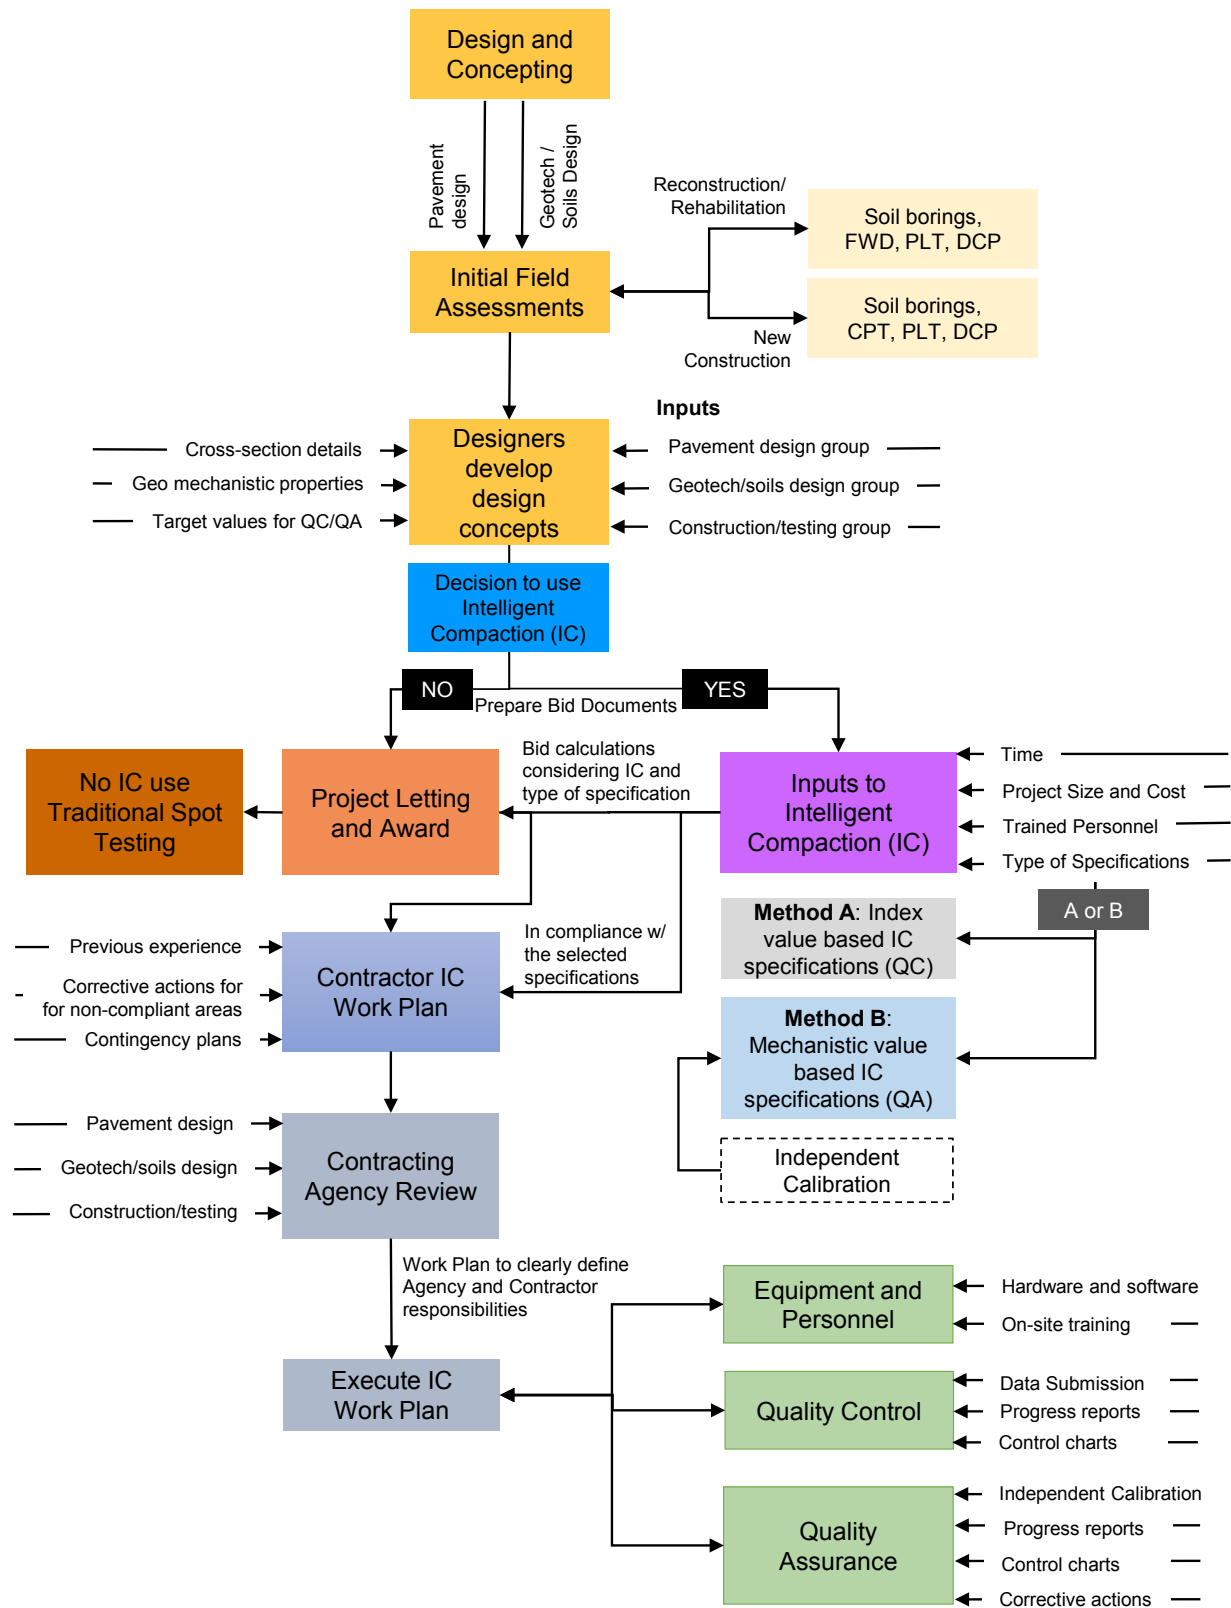 Design and
Concepting
Pavement
design
Geotech /
Soils Design
Reconstruction/
Rehabilitation
Soil borings,
FWD, PLT, DCP
Initial Field
Assessments
Soil borings,
CPT, PLT, DCP
New
Construction
Inputs
Cross-section details
Geo mechanistic properties
Target values for QC/QA
Designers
develop
design
concepts
Pavement design group
Geotech/soils design group
Construction/testing group
Decision to use
Intelligent
Compaction (IC)
NO
YES
Prepare Bid Documents
No IC use
Traditional Spot
Testing
Project Letting
and Award
Bid calculations
considering IC and
type of specification
Inputs to
Intelligent
Compaction (IC)
Time
Project Size and Cost
Trained Personnel
Type of Specifications
A or B
Method A: Index
value based IC
specifications (QC)
Previous experience
Corrective actions for
for non-compliant areas
Contingency plans
Contractor IC
Work Plan
In compliance w/
the selected
specifications
Method B:
Mechanistic value
based IC
specifications (QA)
Independent
Calibration
Pavement design
Geotech/soils design
Construction/testing
Contracting
Agency Review
Work Plan to clearly define
Agency and Contractor
responsibilities
Equipment and
Personnel
Hardware and software
On-site training
Execute IC
Work Plan
Quality Control
Data Submission
Progress reports
Control charts
Quality
Assurance
Independent Calibration
Progress reports
Control charts
Corrective actions